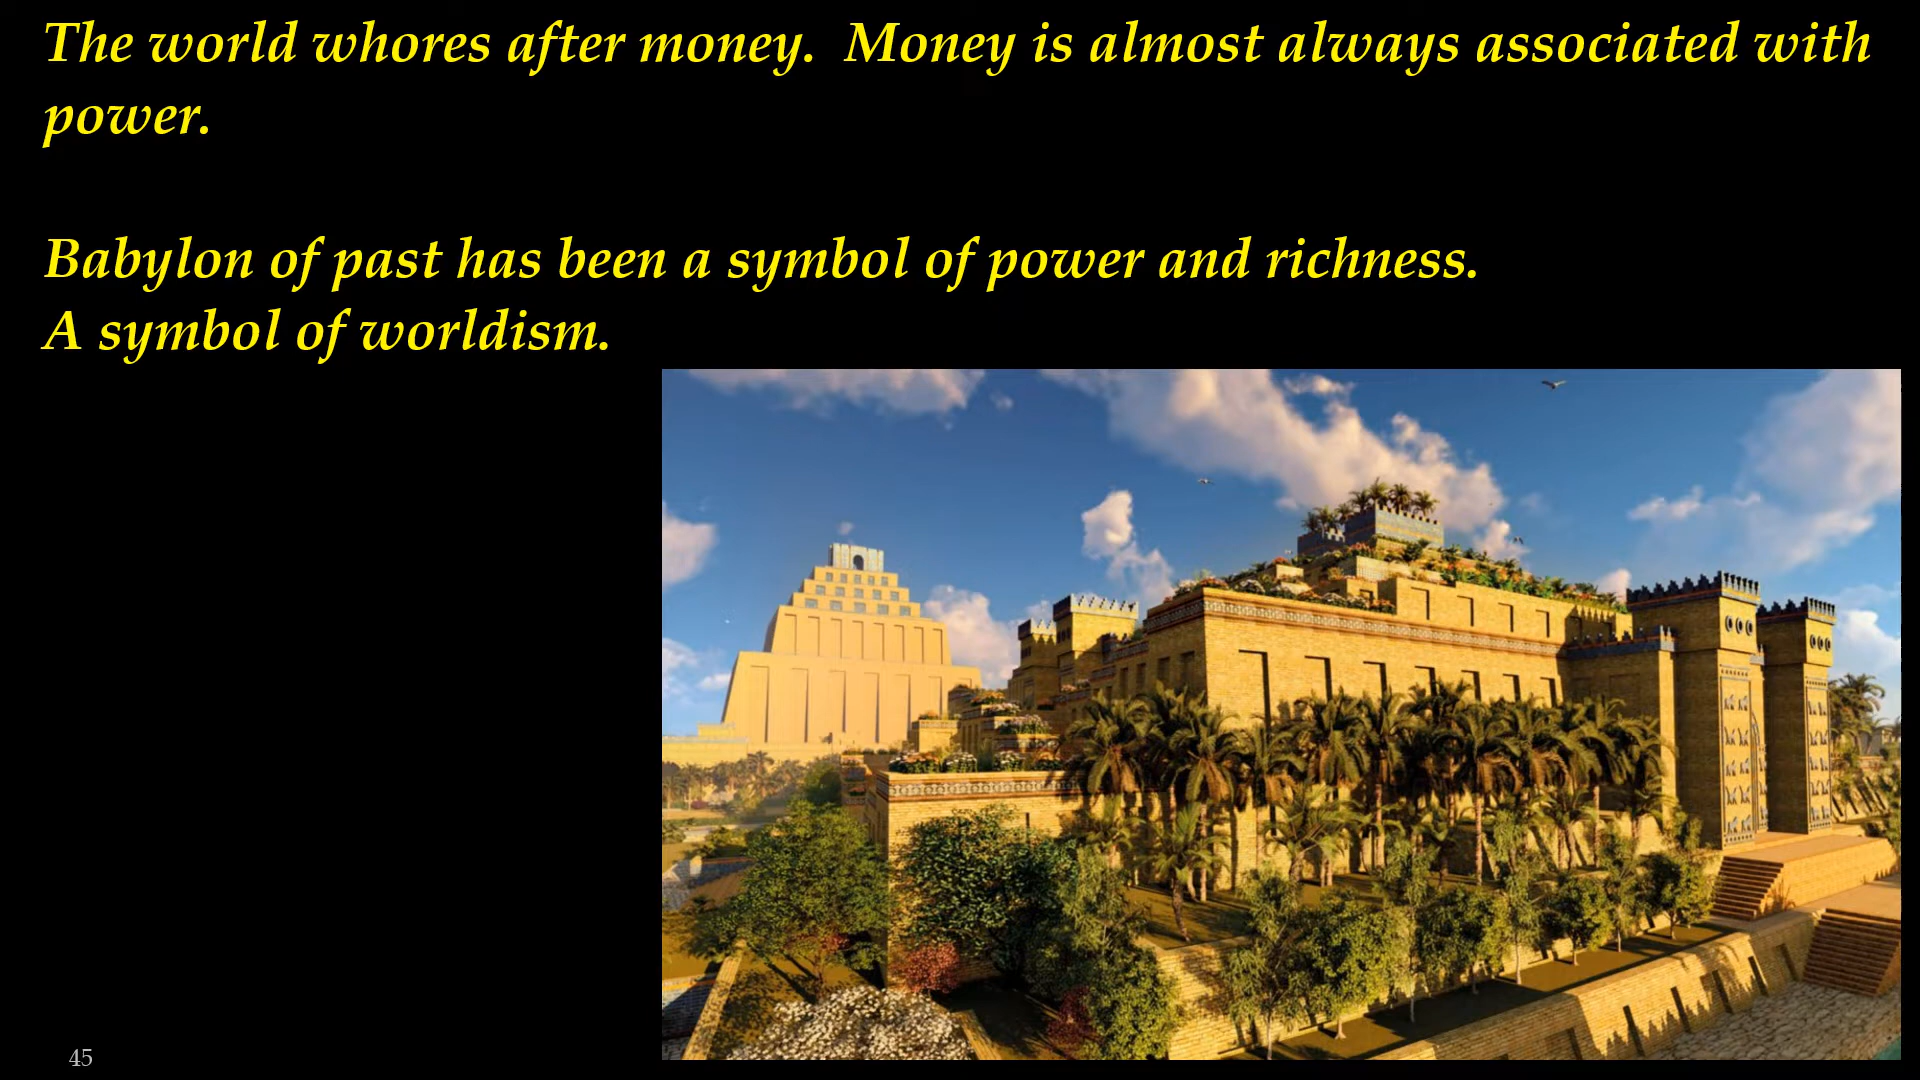 The world whores after money.  Money is almost always associated with
power.
Babylon of past has been a symbol of power and richness.
A symbol of worldism.
45